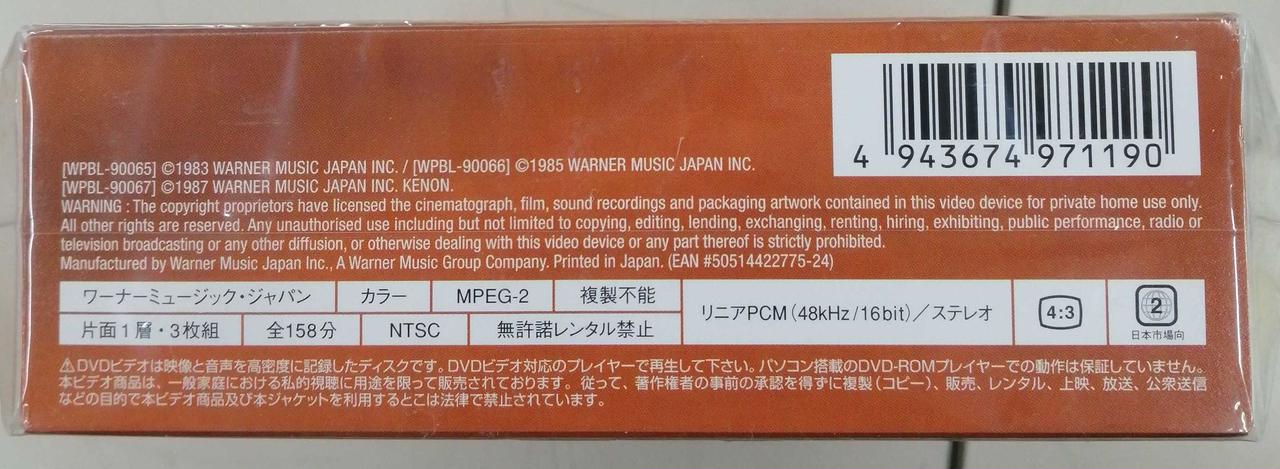 4 943674 971190
[WPBL-90065] ©1983 WARNER MUSIC JAPAN INC. / [WPBL-90066] ©1985 WARNER MUSIC JAPAN INC.
[WPBL-90067] ©1987 WARNER MUSIC JAPAN INC. KENON.
WARNING : The copyright proprietors have licensed the cinematograph, film, sound recordings and packaging artwork contained in this video device for private home use only.
All other rights are reserved. Any unauthorised use including but not limited to copying, editing, lending, exchanging, renting, hiring, exhibiting, public performance, radio or
television broadcasting or any other diffusion, or otherwise dealing with this video device or any part thereof is strictly prohibited.
Manufactured by Warner Music Japan Inc., A Warner Music Group Company. Printed in Japan. (EAN #50514422775-24)
ワーナーミュージック・ジャパン カラー MPEG-2 複製不能
片面1層・3枚組 全158分 NTSC 無許諾レンタル禁止
リニアPCM(48kHz/16bit)/ステレオ
4:3
2
日本市場向
⚠DVDビデオは映像と音声を高密度に記録したディスクです。DVDビデオ対応のプレイヤーで再生して下さい。パソコン搭載のDVD-ROMプレイヤーでの動作は保証していません。
本ビデオ商品は、一般家庭における私的視聴に用途を限って販売されております。従って、著作権者の事前の承認を得ずに複製(コピー)、販売、レンタル、上映、放送、公衆送信
などの目的で本ビデオ商品及び本ジャケットを利用するとこは法律で禁止されています。